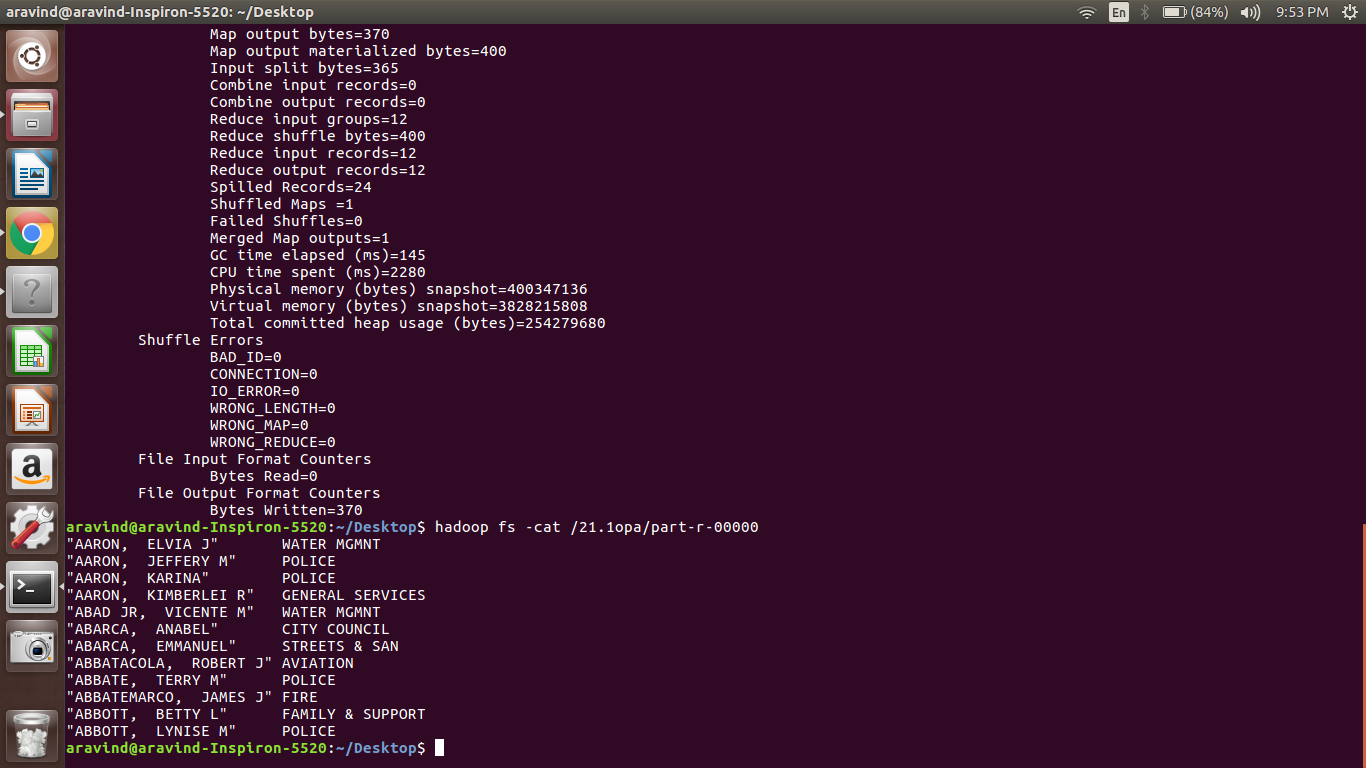 aravind@aravind-Inspiron-5520: ~/Desktop En (84%) 9:53 PM
Map output bytes=370
Map output materialized bytes=400
Input split bytes=365
Combine input records=0
Combine output records=0
Reduce input groups=12
Reduce shuffle bytes=400
Reduce input records=12
Reduce output records=12
Spilled Records=24
Shuffled Maps =1
Failed Shuffles=0
Merged Map outputs=1
GC time elapsed (ms)=145
CPU time spent (ms)=2280
Physical memory (bytes) snapshot=400347136
Virtual memory (bytes) snapshot=3828215808
Total committed heap usage (bytes)=254279680
Shuffle Errors
BAD_ID=0
CONNECTION=0
IO_ERROR=0
WRONG_LENGTH=0
WRONG_MAP=0
WRONG_REDUCE=0
File Input Format Counters
Bytes Read=0
File Output Format Counters
Bytes Written=370
aravind@aravind-Inspiron-5520:~/Desktop$ hadoop fs -cat /21.1opa/part-r-00000
"AARON,  ELVIA J"       WATER MGMNT
"AARON,  JEFFERY M"     POLICE
"AARON,  KARINA"        POLICE
"AARON,  KIMBERLEI R"   GENERAL SERVICES
"ABAD JR,  VICENTE M"   WATER MGMNT
"ABARCA,  ANABEL"       CITY COUNCIL
"ABARCA,  EMMANUEL"     STREETS & SAN
"ABBATACOLA,  ROBERT J" AVIATION
"ABBATE,  TERRY M"      POLICE
"ABBATEMARCO,  JAMES J" FIRE
"ABBOTT,  BETTY L"      FAMILY & SUPPORT
"ABBOTT,  LYNISE M"     POLICE
aravind@aravind-Inspiron-5520:~/Desktop$